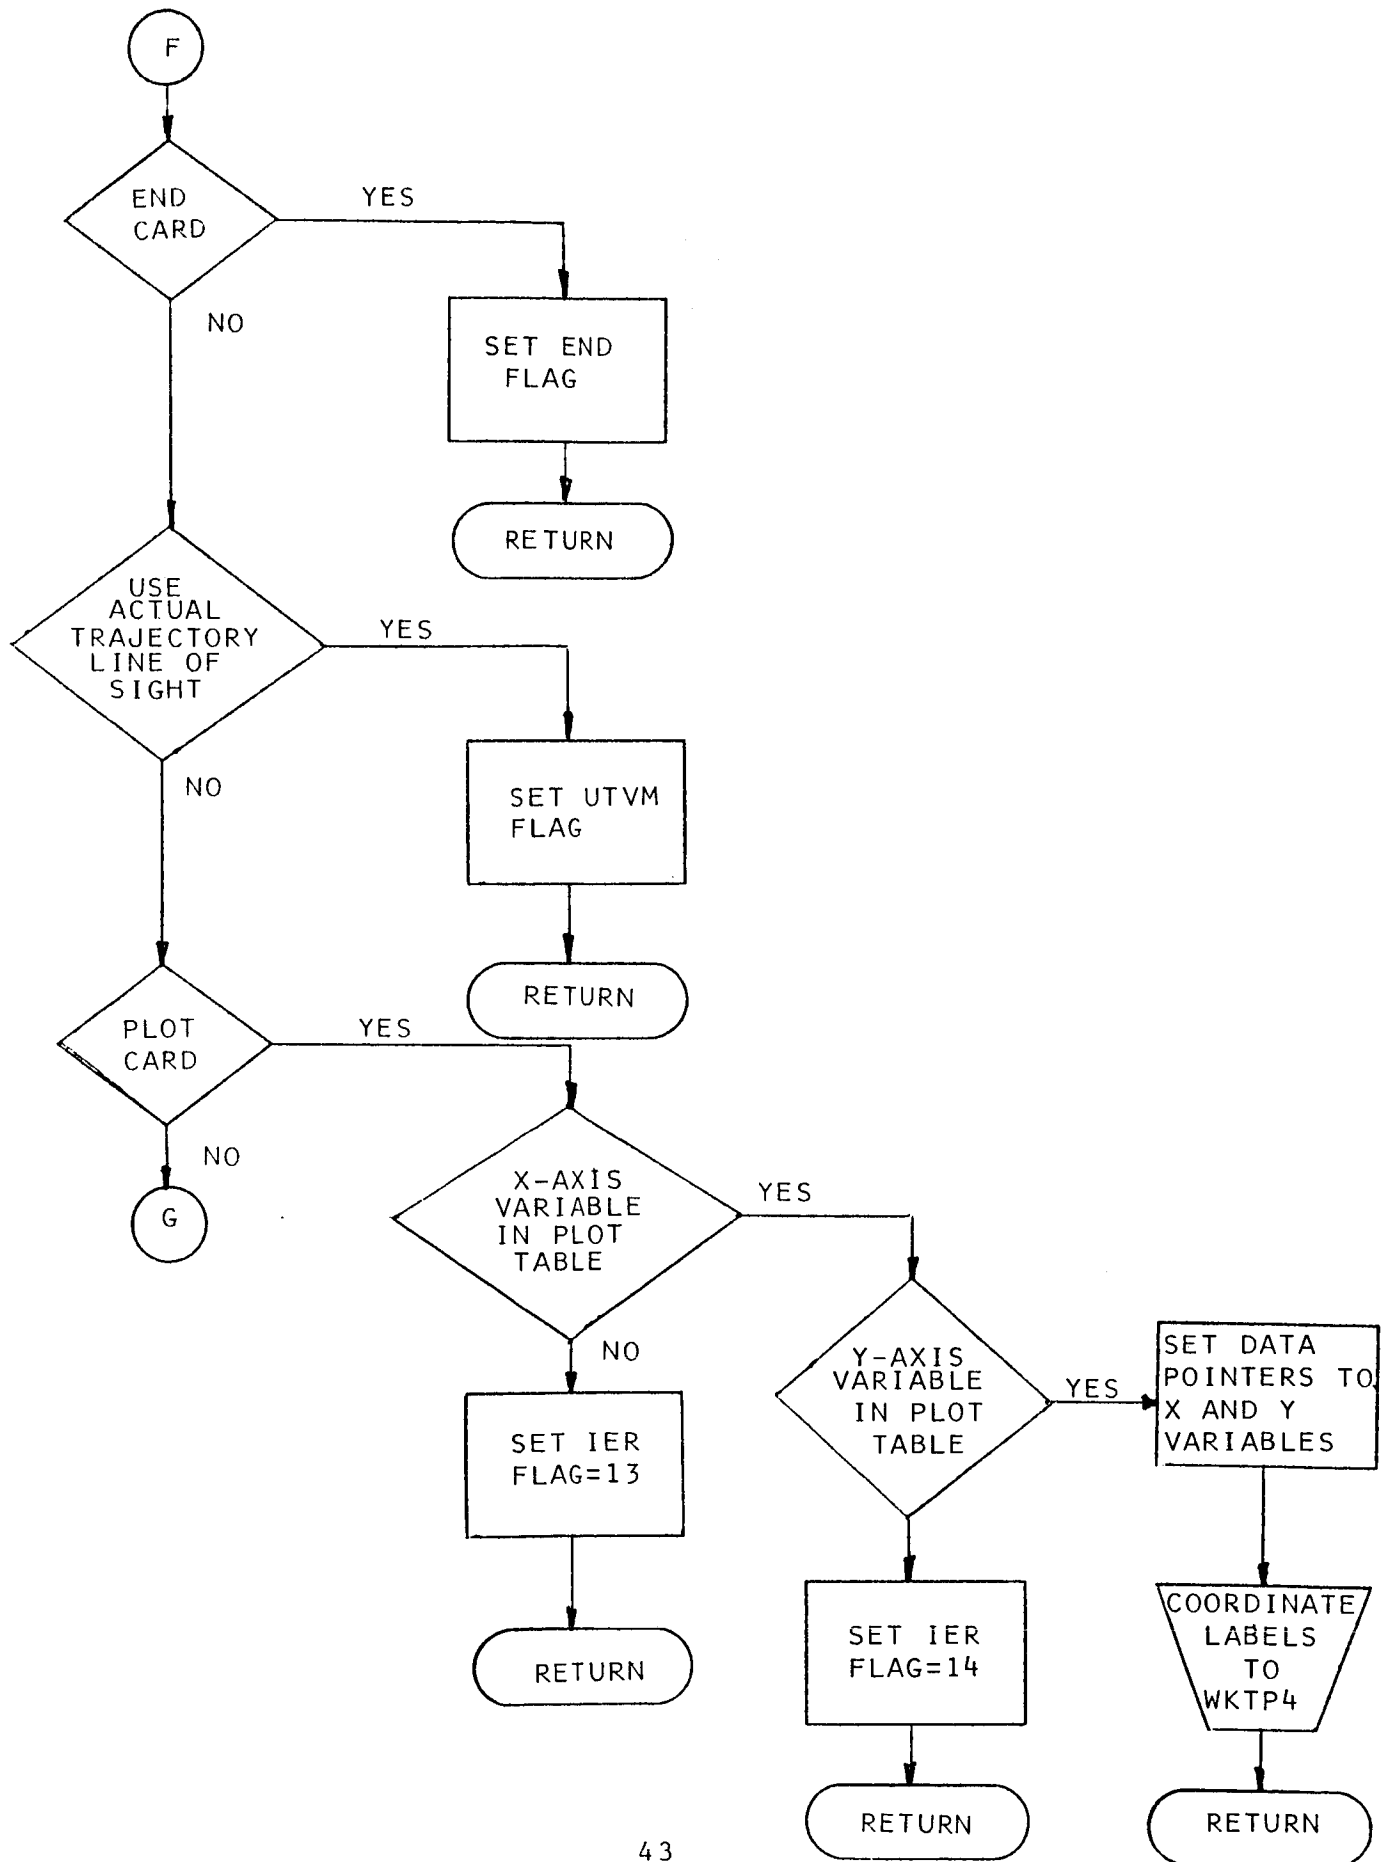 F
END
CARD
YES
NO
SET END
FLAG
RETURN
USE
ACTUAL
TRAJECTORY
LINE OF
SIGHT
YES
NO
SET UTVM
FLAG
RETURN
PLOT
CARD
YES
NO
G
X-AXIS
VARIABLE
IN PLOT
TABLE
YES
NO
SET IER
FLAG=13
RETURN
Y-AXIS
VARIABLE
IN PLOT
TABLE
YES
SET DATA
POINTERS TO
X AND Y
VARIABLES
SET IER
FLAG=14
RETURN
COORDINATE
LABELS
TO
WKTP4
RETURN
43